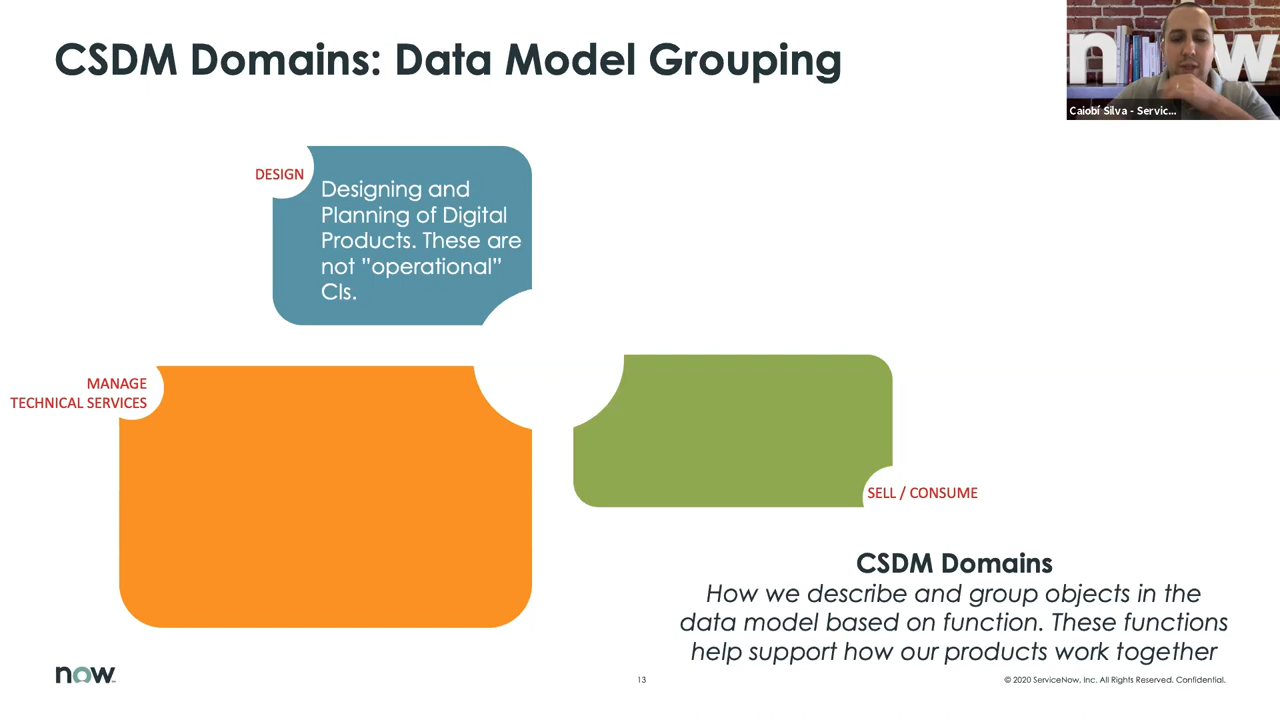 CSDM Domains: Data Model Grouping
now
Caiobí Silva - Servic...
DESIGN
Designing and
Planning of Digital
Products. These are
not ”operational”
CIs.
MANAGE
TECHNICAL SERVICES
SELL / CONSUME
CSDM Domains
How we describe and group objects in the
data model based on function. These functions
help support how our products work together
now
13
© 2020 ServiceNow, Inc. All Rights Reserved. Confidential.